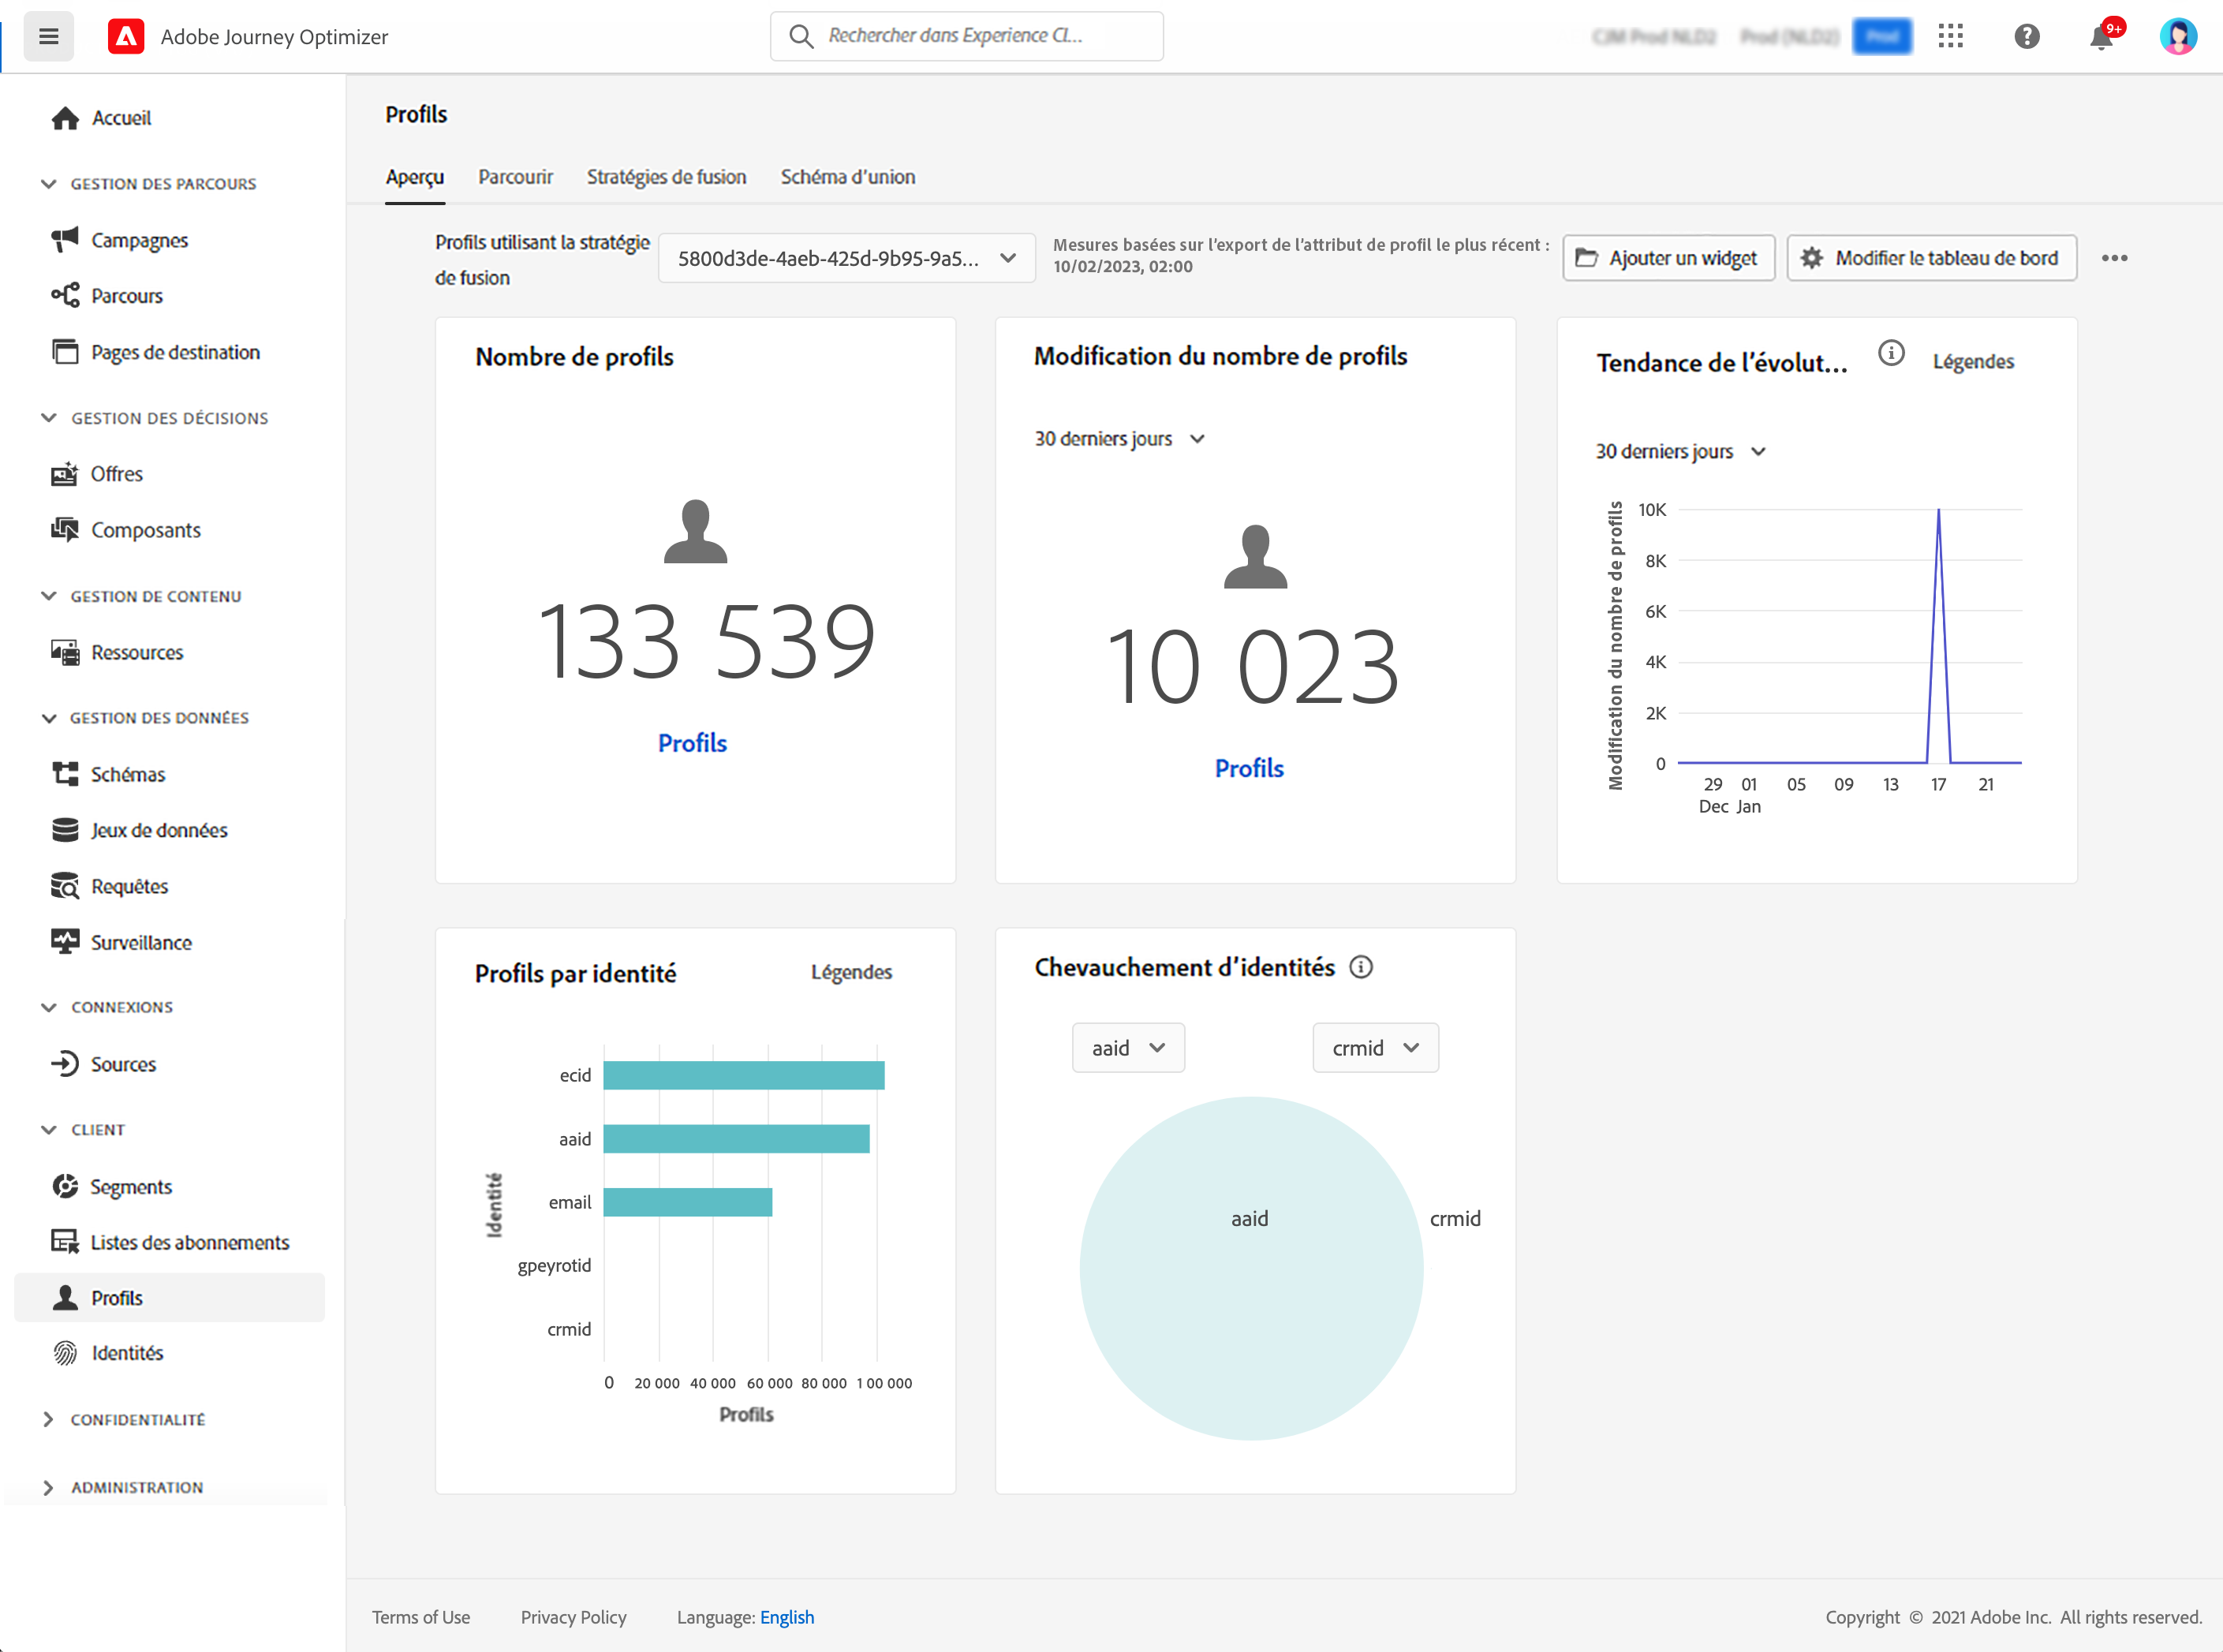 Adobe Journey Optimizer
Rechercher dans Experience Cl...
CJM Prod NLD2 Prod (NLD2) Prod
9+
Accueil
GESTION DES PARCOURS
Campagnes
Parcours
Pages de destination
GESTION DES DÉCISIONS
Offres
Composants
GESTION DE CONTENU
Ressources
GESTION DES DONNÉES
Schémas
Jeux de données
Requêtes
Surveillance
CONNEXIONS
Sources
CLIENT
Segments
Listes des abonnements
Profils
Identités
CONFIDENTIALITÉ
ADMINISTRATION
Profils
Aperçu Parcourir Stratégies de fusion Schéma d'union
Profils utilisant la stratégie
de fusion
5800d3de-4aeb-425d-9b95-9a5...
Mesures basées sur l'export de l'attribut de profil le plus récent :
10/02/2023, 02:00
Ajouter un widget
Modifier le tableau de bord
Nombre de profils
133 539
Profils
Modification du nombre de profils
30 derniers jours
10 023
Profils
Tendance de l'évolut...
Légendes
30 derniers jours
Modification du nombre de profils
10K
8K
6K
4K
2K
0
29 01 05 09 13 17 21
Dec Jan
Profils par identité
Légendes
Identité
ecid
aaid
email
gpeyrotid
crmid
0 20 000 40 000 60 000 80 000 1 00 000
Profils
Chevauchement d'identités
aaid
crmid
aaid
crmid
Terms of Use Privacy Policy Language: English
Copyright © 2021 Adobe Inc. All rights reserved.